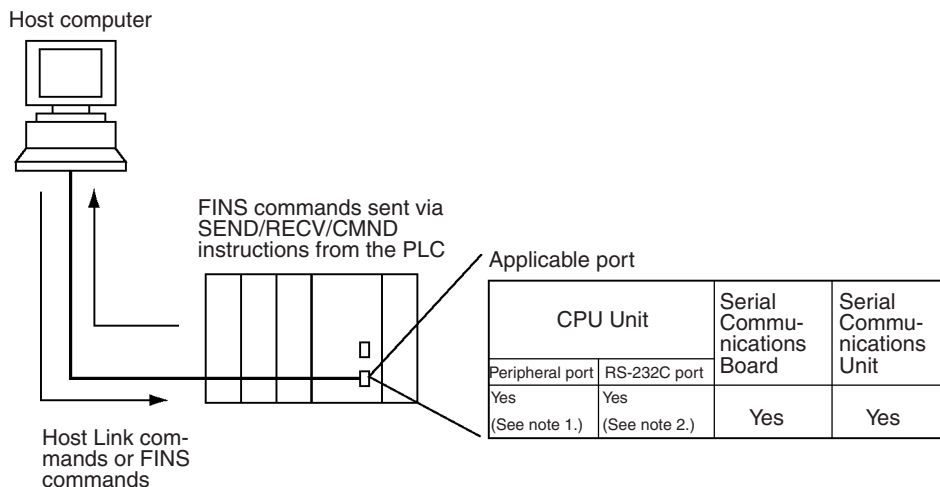 Host computer
FINS commands sent via
SEND/RECV/CMND
instructions from the PLC
Applicable port
CPU Unit
Serial
Commu-
nications
Board
Serial
Commu-
nications
Unit
Peripheral port
RS-232C port
Yes
(See note 1.)
Yes
(See note 2.)
Yes
Yes
Host Link com-
mands or FINS
commands